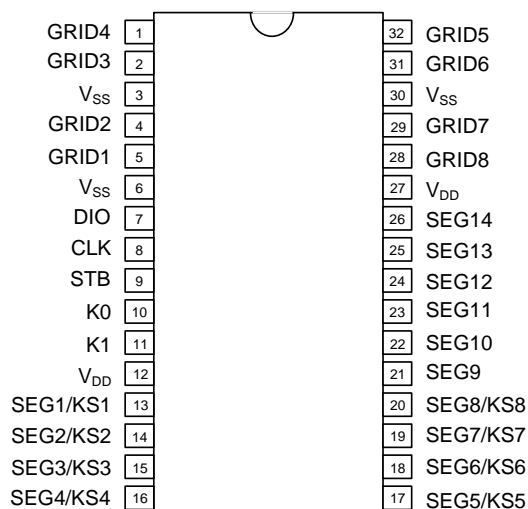 GRID4 1 32 GRID5
GRID3 2 31 GRID6
VSS 3 30 VSS
GRID2 4 29 GRID7
GRID1 5 28 GRID8
VSS 6 27 VDD
DIO 7 26 SEG14
CLK 8 25 SEG13
STB 9 24 SEG12
K0 10 23 SEG11
K1 11 22 SEG10
VDD 12 21 SEG9
SEG1/KS1 13 20 SEG8/KS8
SEG2/KS2 14 19 SEG7/KS7
SEG3/KS3 15 18 SEG6/KS6
SEG4/KS4 16 17 SEG5/KS5